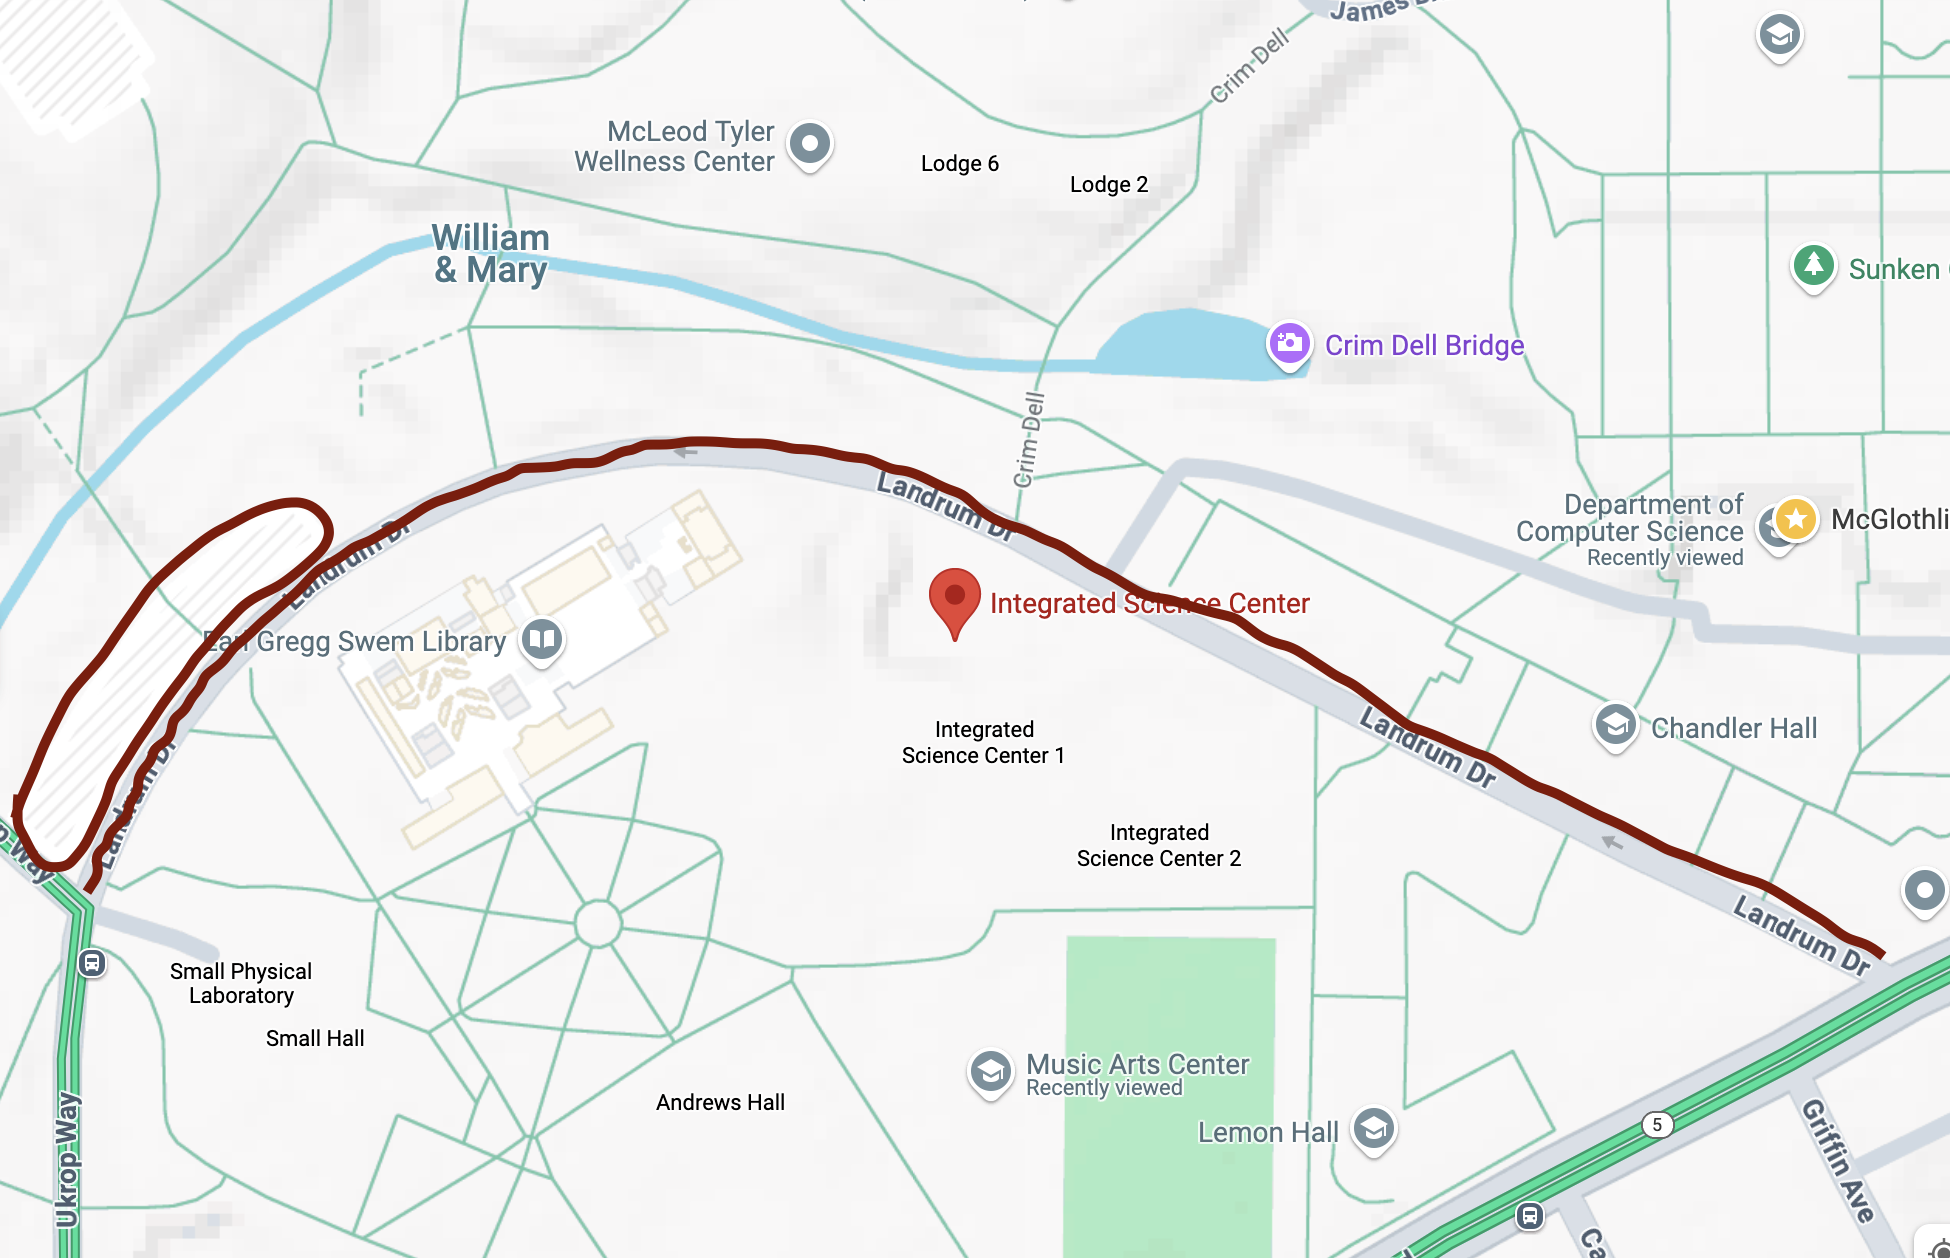 James
Crim Dell
McLeod Tyler
Wellness Center
Lodge 6
Lodge 2
William
& Mary
Sunken
Crim Dell Bridge
Crim Dell
Landrum Dr
Department of
Computer Science
Recently viewed
McGlothli
Landrum Dr
Integrated Science Center
Earl Gregg Swem Library
Integrated
Science Center 1
Landrum Dr
Chandler Hall
Landrum Dr
Way
Integrated
Science Center 2
Landrum Dr
Small Physical
Laboratory
Small Hall
Music Arts Center
Recently viewed
Andrews Hall
Lemon Hall
5
Griffin Ave
Ukrop Way
Ca